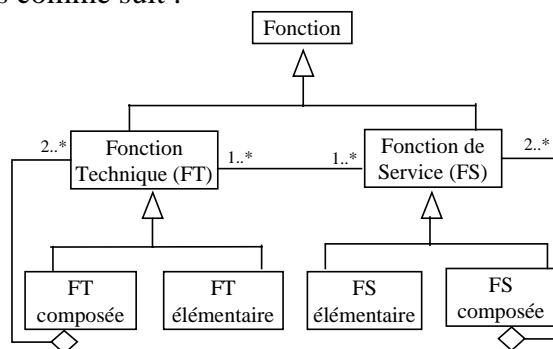 s comme suit :
Fonction
2..*
Fonction
Technique (FT)
1..*
1..*
Fonction de
Service (FS)
2..*
FT
composée
FT
élémentaire
FS
élémentaire
FS
composée